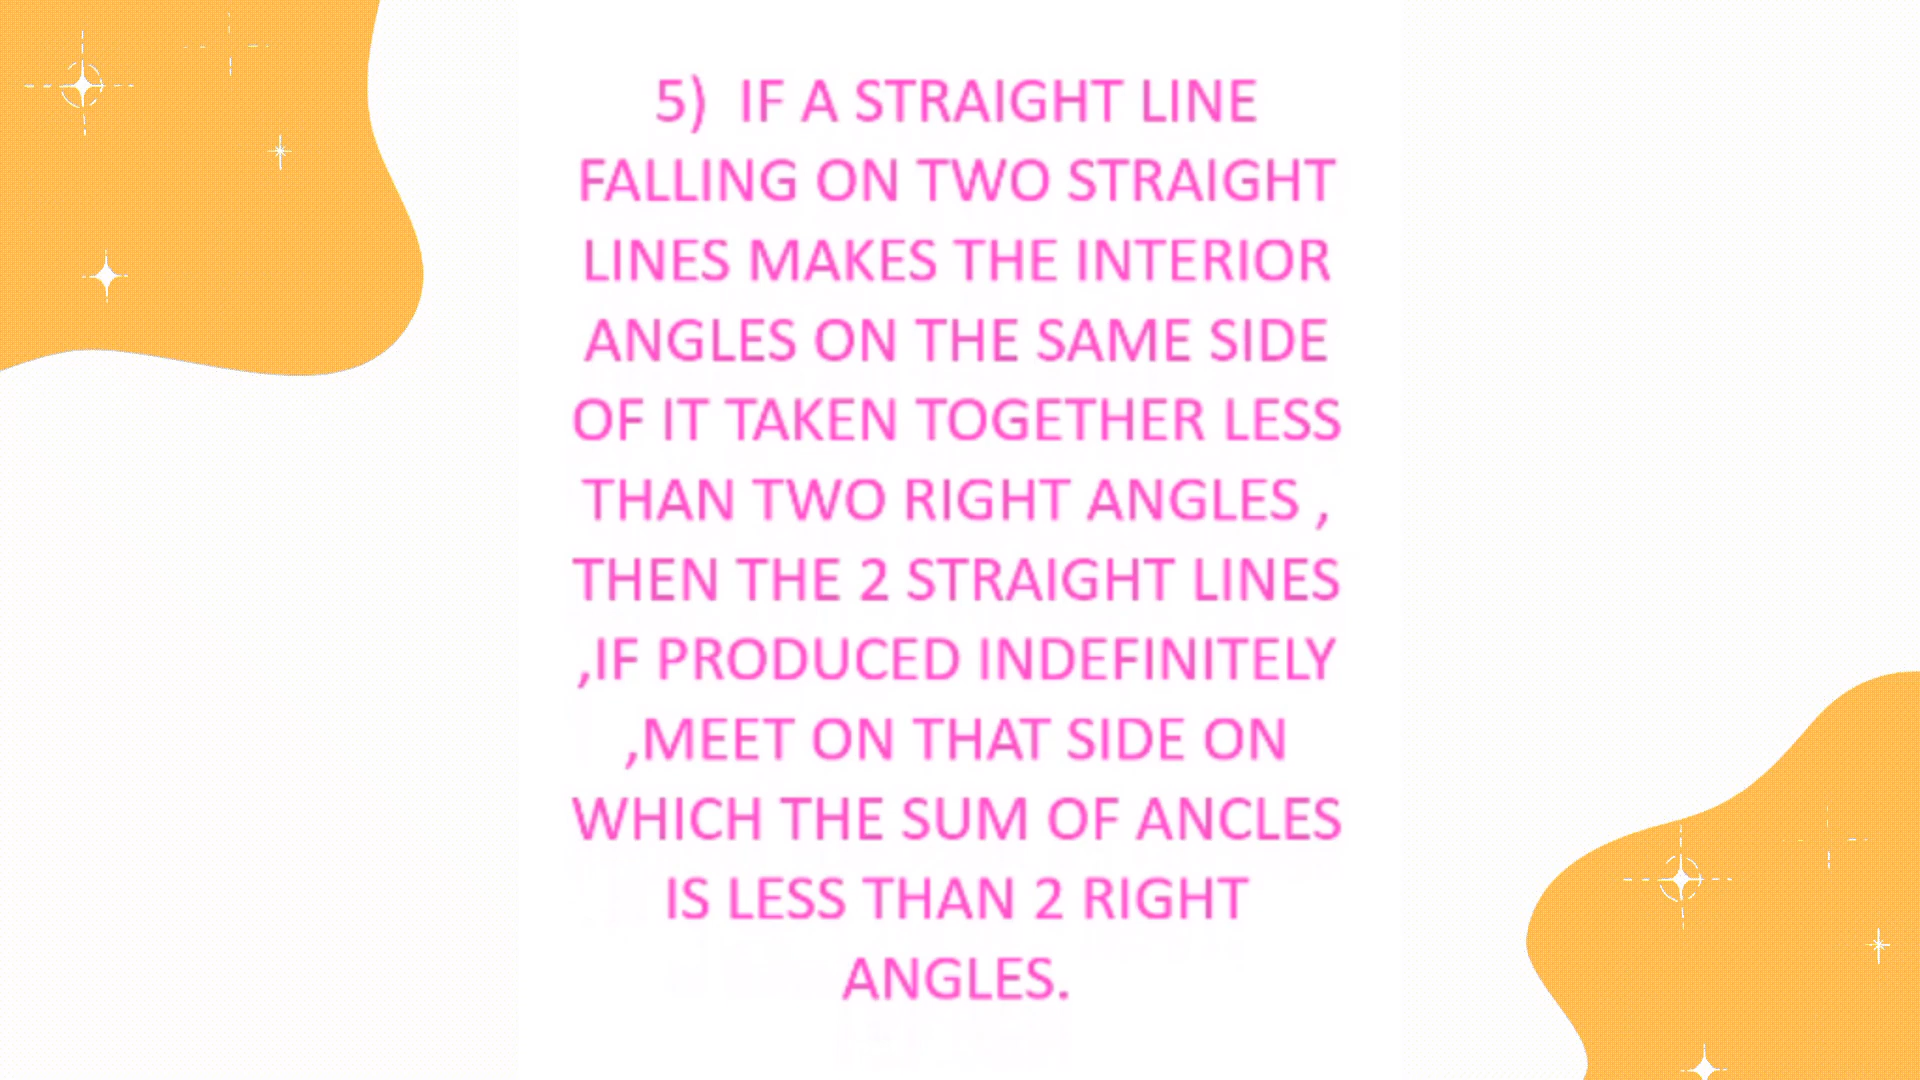 5)  IF A STRAIGHT LINE
FALLING ON TWO STRAIGHT
LINES MAKES THE INTERIOR
ANGLES ON THE SAME SIDE
OF IT TAKEN TOGETHER LESS
THAN TWO RIGHT ANGLES ,
THEN THE 2 STRAIGHT LINES
,IF PRODUCED INDEFINITELY
,MEET ON THAT SIDE ON
WHICH THE SUM OF ANCLES
IS LESS THAN 2 RIGHT
ANGLES.